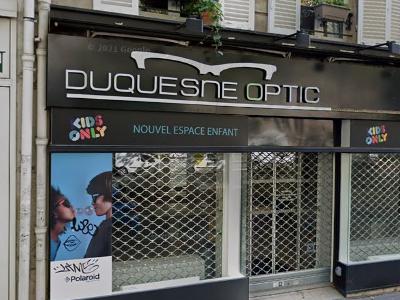 © 2021 Google
DUQUESNE OPTIC
KIDS
ONLY
NOUVEL ESPACE ENFANT
KIDS
ONLY
Polaroid